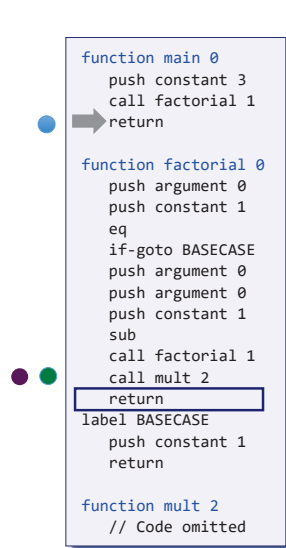 function main 0
push constant 3
call factorial 1
return
function factorial 0
push argument 0
push constant 1
eq
if-goto BASECASE
push argument 0
push argument 0
push constant 1
sub
call factorial 1
call mult 2
return
label BASECASE
push constant 1
return
function mult 2
// Code omitted